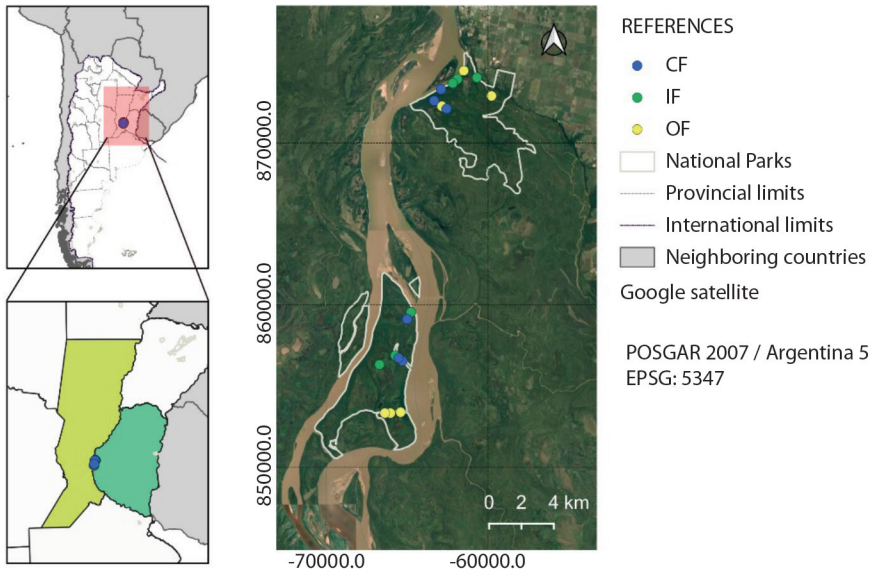 REFERENCES
CF
IF
OF
National Parks
Provincial limits
International limits
Neighboring countries
Google satellite
POSGAR 2007 / Argentina 5
EPSG: 5347
870000.0
860000.0
850000.0
0 2 4 km
-70000.0 -60000.0